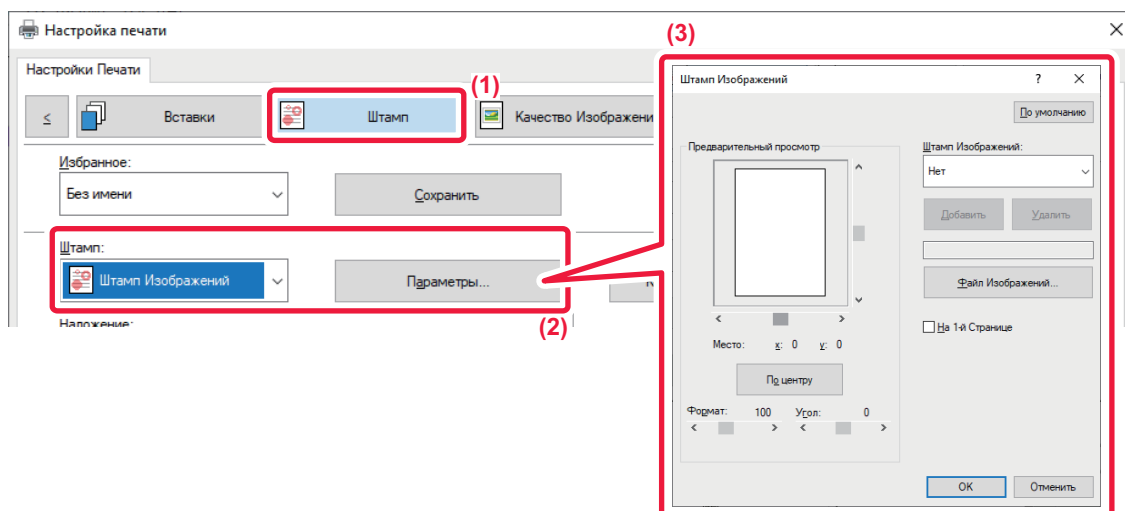 Настройка печати
(3)
Настройки Печати
(1)
<
Вставки
Штамп
Качество Изображени
Избранное:
Без имени
Сохранить
Штамп:
Штамп Изображений
Параметры...
Наложение:
(2)
Штамп Изображений
?
По умолчанию
Предварительный просмотр
Штамп Изображений:
Нет
Добавить
Удалить
Файл Изображений...
На 1-й Странице
Место: x: 0 y: 0
По центру
Формат: 100 Угол: 0
OK
Отменить